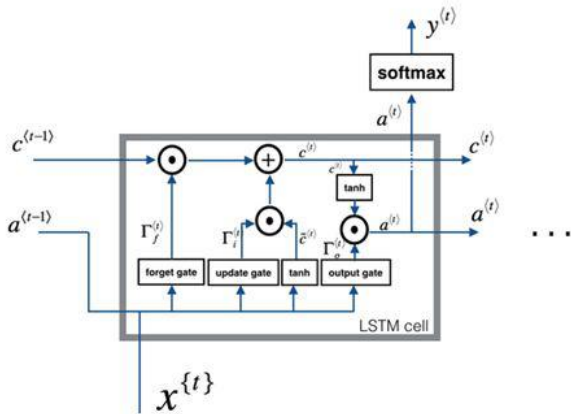 y⟨t⟩
softmax
a⟨t⟩
c⟨t-1⟩ c⟨t⟩ c⟨t⟩
c⟨t⟩
tanh
a⟨t-1⟩ Γf⟨t⟩ Γi⟨t⟩ c̃⟨t⟩ Γo⟨t⟩ a⟨t⟩ a⟨t⟩ ...
forget gate update gate tanh output gate
LSTM cell
x{t}